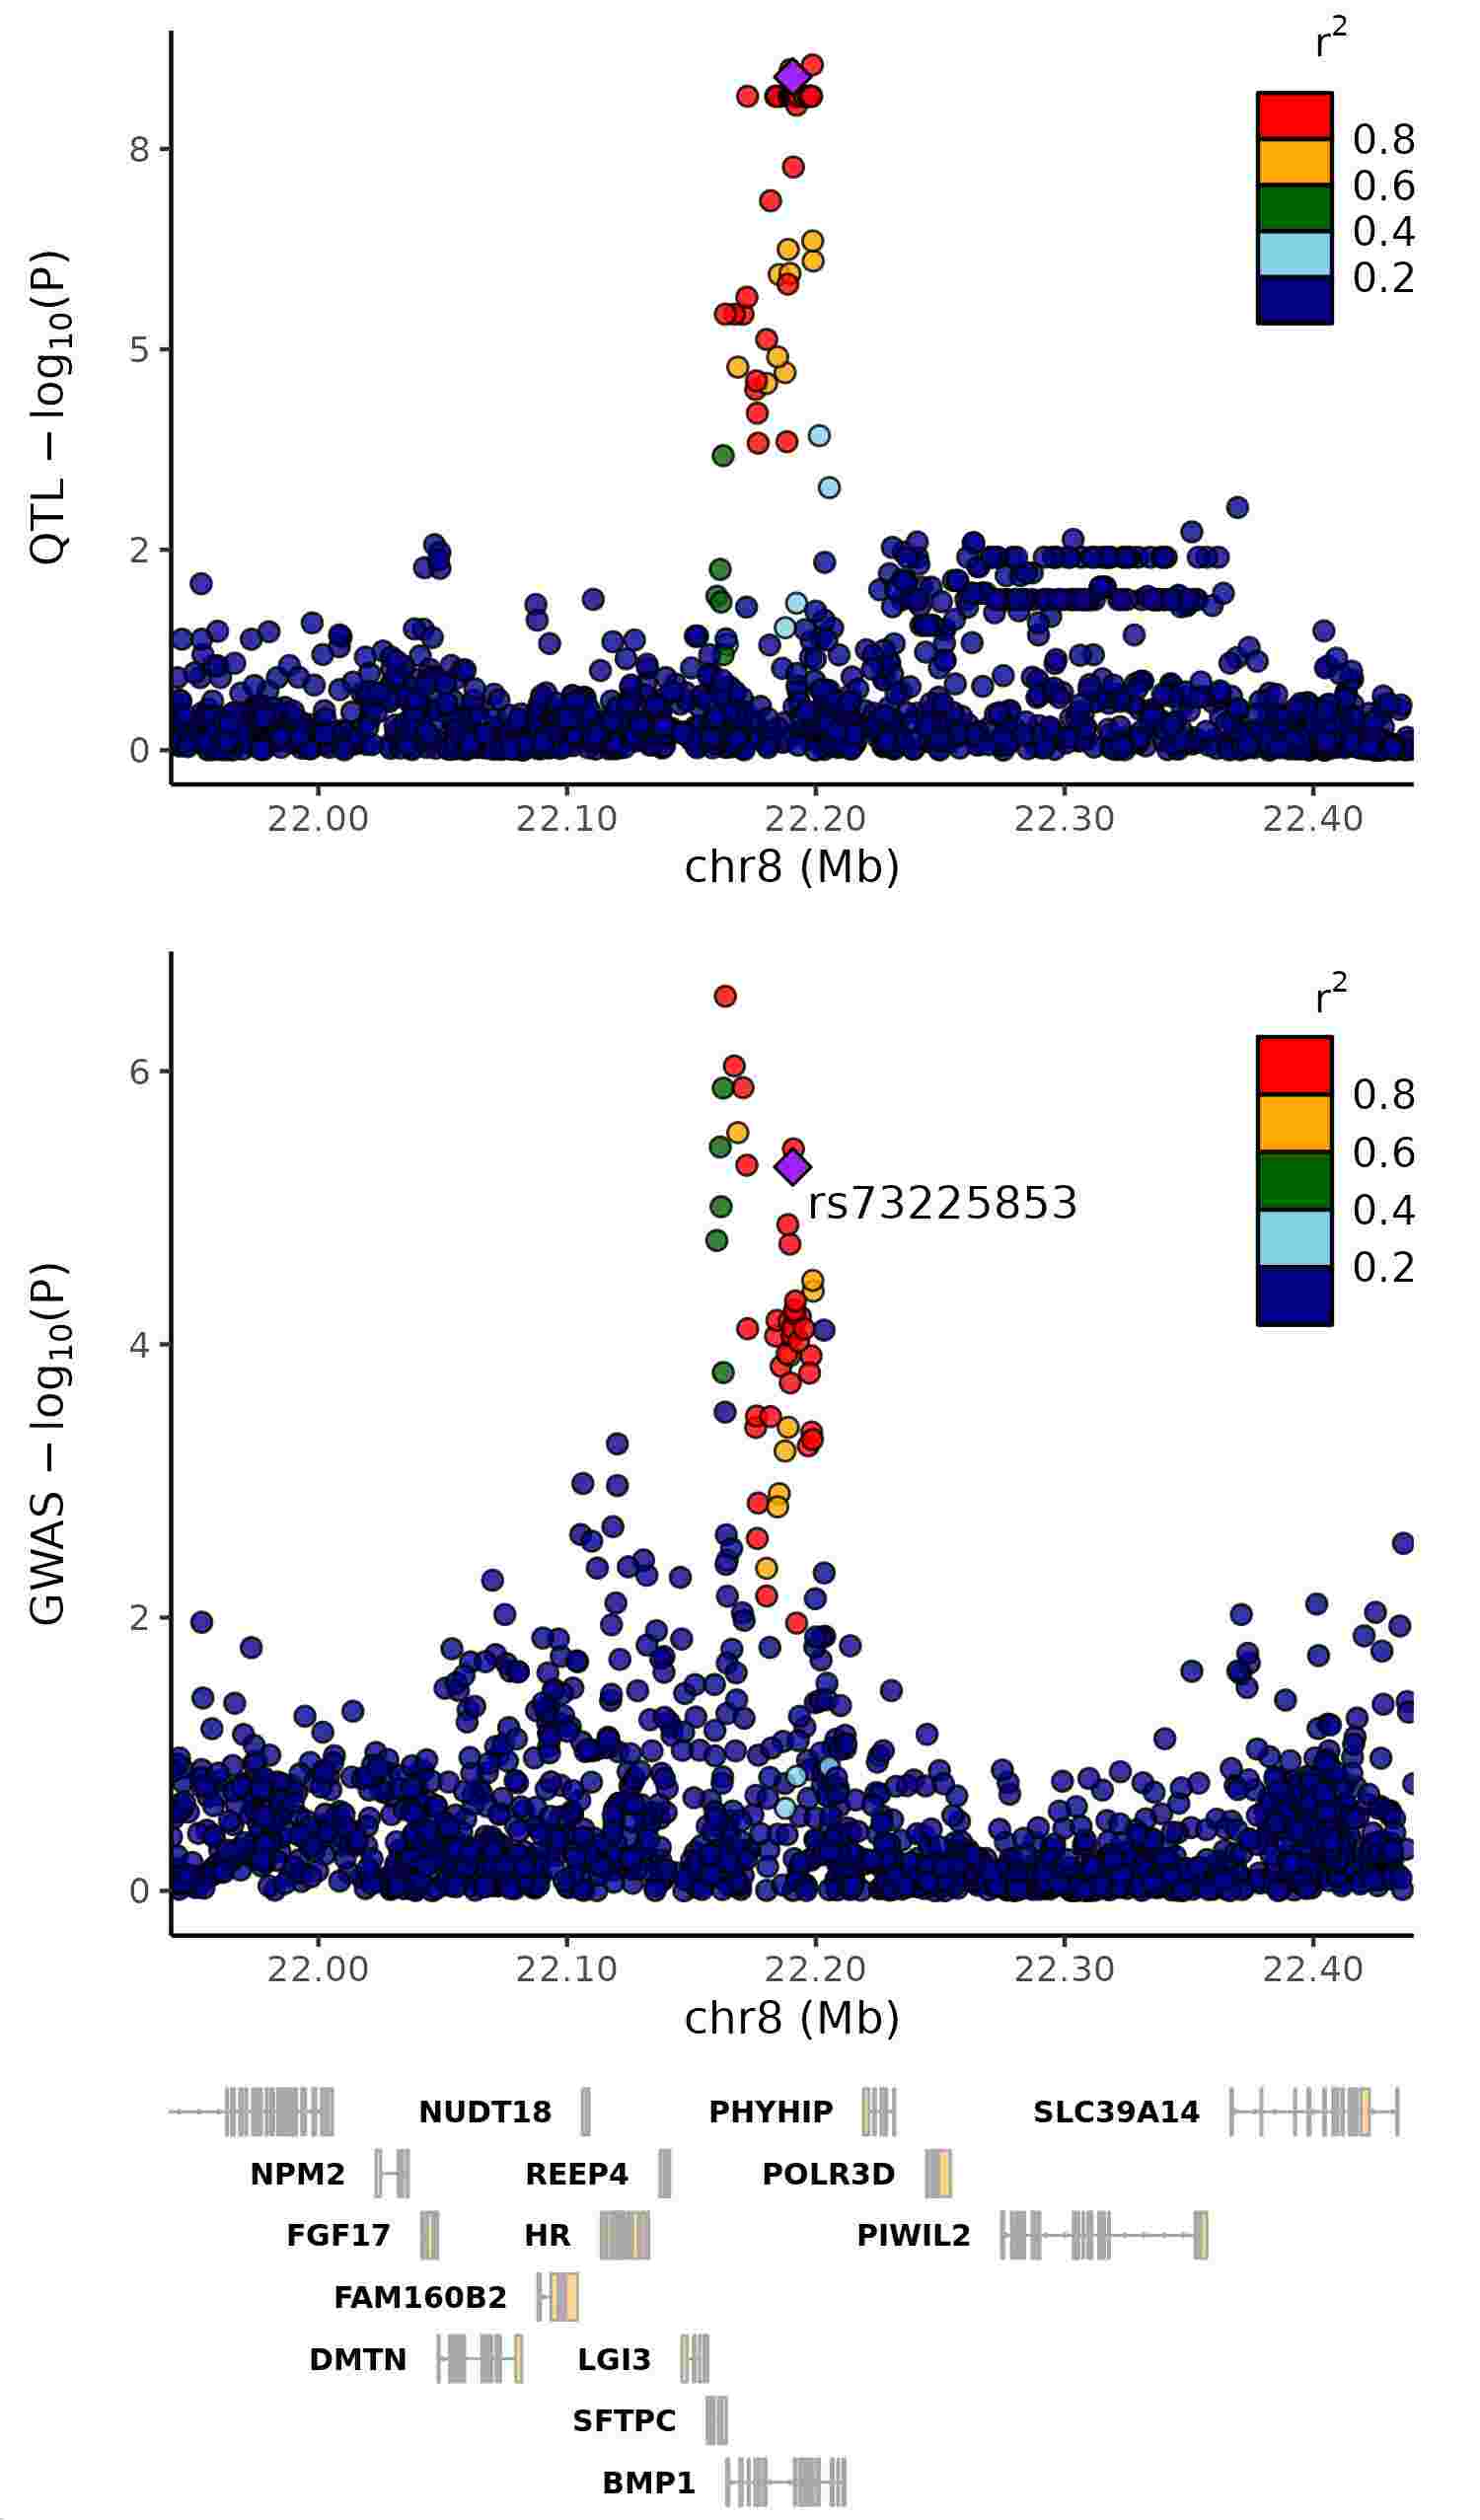 r²
0.8
0.6
0.4
0.2
8
5
2
0
QTL −log₁₀(P)
22.00 22.10 22.20 22.30 22.40
chr8 (Mb)
r²
0.8
0.6
0.4
0.2
rs73225853
6
4
2
0
GWAS −log₁₀(P)
22.00 22.10 22.20 22.30 22.40
chr8 (Mb)
NUDT18 PHYHIP SLC39A14
NPM2 REEP4 POLR3D
FGF17 HR PIWIL2
FAM160B2
DMTN LGI3
SFTPC
BMP1